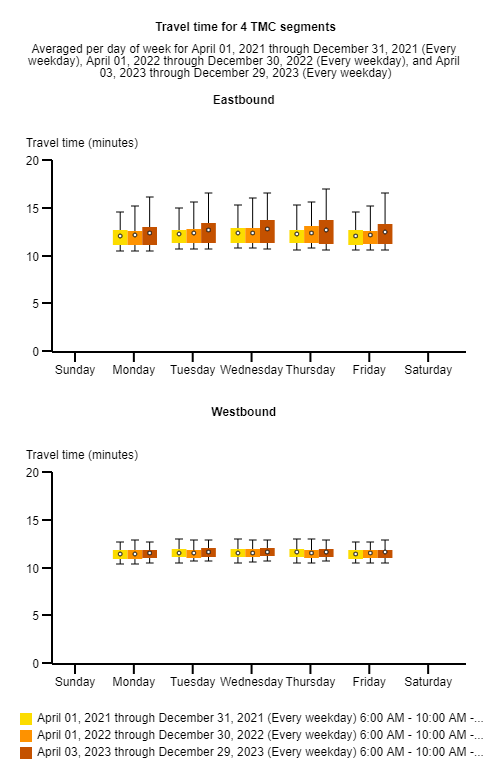 Travel time for 4 TMC segments
Averaged per day of week for April 01, 2021 through December 31, 2021 (Every
weekday), April 01, 2022 through December 30, 2022 (Every weekday), and April
03, 2023 through December 29, 2023 (Every weekday)
Eastbound
Travel time (minutes)
20
15
10
5
0
Sunday Monday Tuesday Wednesday Thursday Friday Saturday
Westbound
Travel time (minutes)
20
15
10
5
0
Sunday Monday Tuesday Wednesday Thursday Friday Saturday
April 01, 2021 through December 31, 2021 (Every weekday) 6:00 AM - 10:00 AM -...
April 01, 2022 through December 30, 2022 (Every weekday) 6:00 AM - 10:00 AM -...
April 03, 2023 through December 29, 2023 (Every weekday) 6:00 AM - 10:00 AM -...